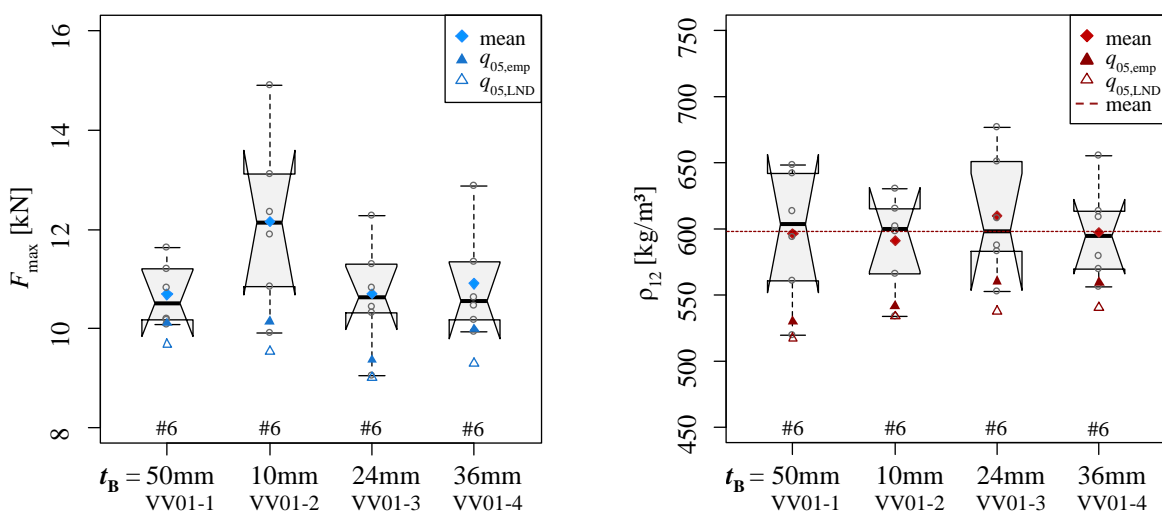 F_max [kN]
16
14
12
10
8
mean
q_05,emp
q_05,LND
#6 #6 #6 #6
t_B = 50mm 10mm 24mm 36mm
VV01-1 VV01-2 VV01-3 VV01-4
ρ_12 [kg/m³]
750
700
650
600
550
500
450
mean
q_05,emp
q_05,LND
mean
#6 #6 #6 #6
t_B = 50mm 10mm 24mm 36mm
VV01-1 VV01-2 VV01-3 VV01-4